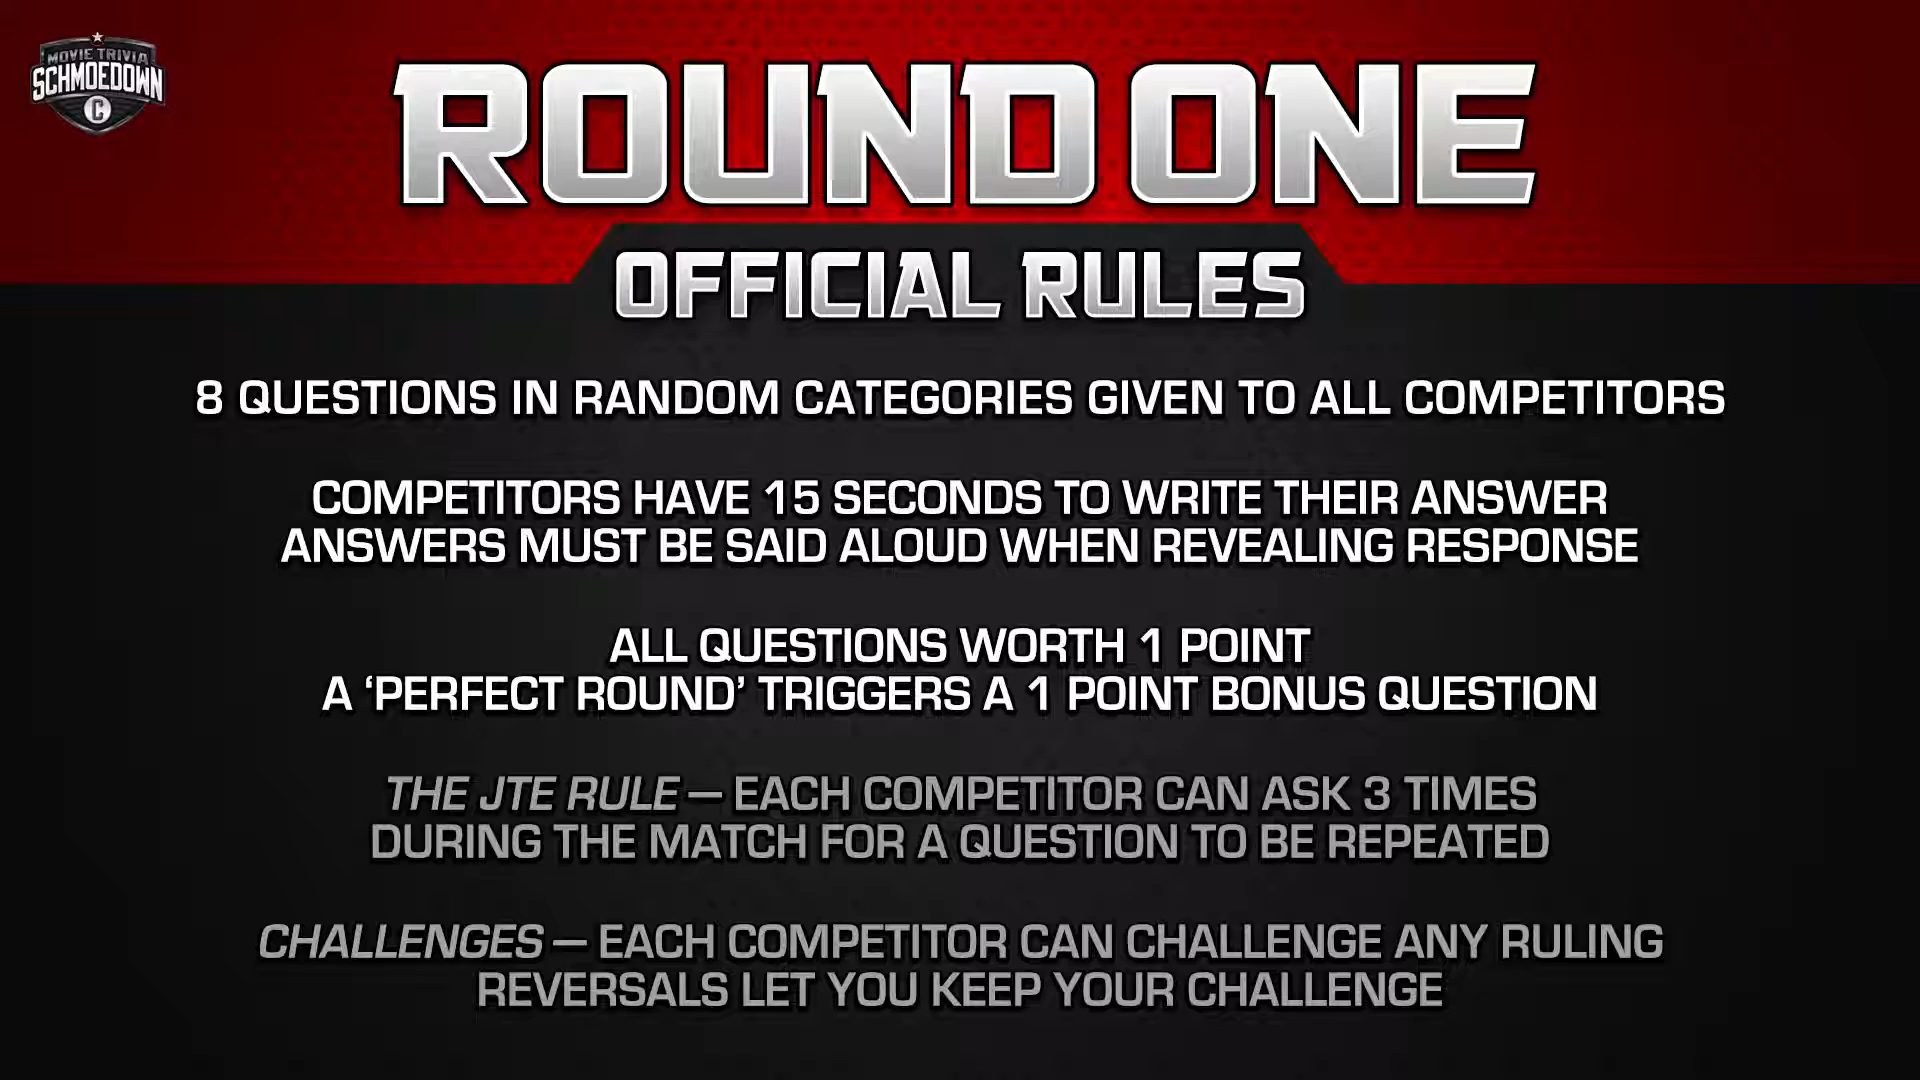 MOVIE TRIVIA
SCHMOEDOWN
C
ROUND ONE
OFFICIAL RULES
8 QUESTIONS IN RANDOM CATEGORIES GIVEN TO ALL COMPETITORS
COMPETITORS HAVE 15 SECONDS TO WRITE THEIR ANSWER
ANSWERS MUST BE SAID ALOUD WHEN REVEALING RESPONSE
ALL QUESTIONS WORTH 1 POINT
A ‘PERFECT ROUND’ TRIGGERS A 1 POINT BONUS QUESTION
THE JTE RULE — EACH COMPETITOR CAN ASK 3 TIMES
DURING THE MATCH FOR A QUESTION TO BE REPEATED
CHALLENGES — EACH COMPETITOR CAN CHALLENGE ANY RULING
REVERSALS LET YOU KEEP YOUR CHALLENGE